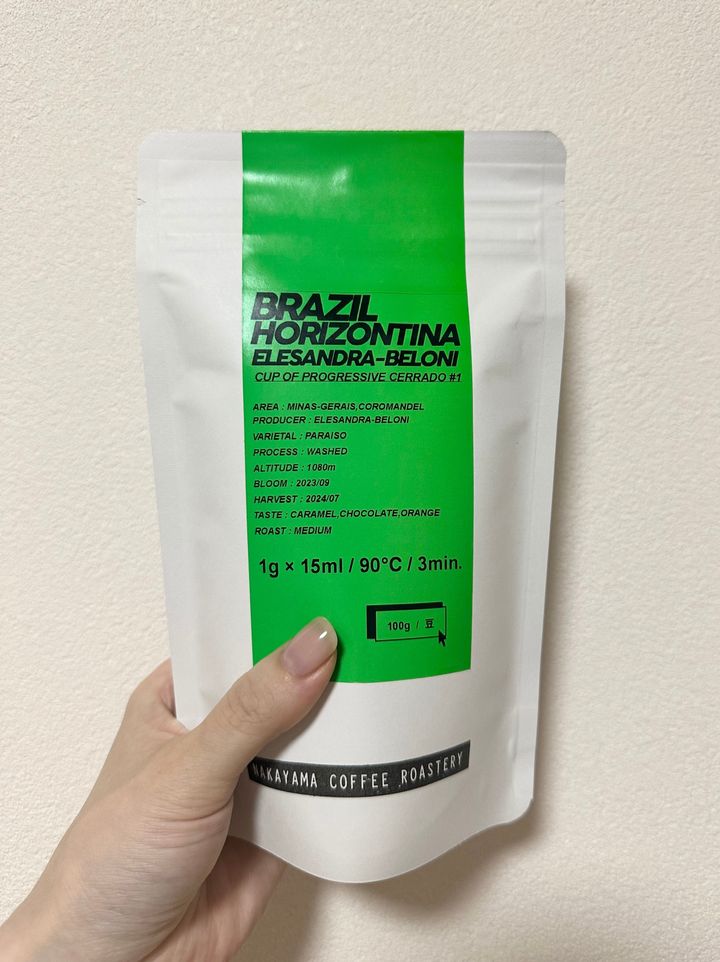 BRAZIL
HORIZONTINA
ELESANDRA-BELONI
CUP OF PROGRESSIVE CERRADO #1
AREA : MINAS-GERAIS,COROMANDEL
PRODUCER : ELESANDRA-BELONI
VARIETAL : PARAISO
PROCESS : WASHED
ALTITUDE : 1080m
BLOOM : 2023/09
HARVEST : 2024/07
TASTE : CARAMEL,CHOCOLATE,ORANGE
ROAST : MEDIUM
1g × 15ml / 90°C / 3min.
100g / 豆
NAKAYAMA COFFEE ROASTERY